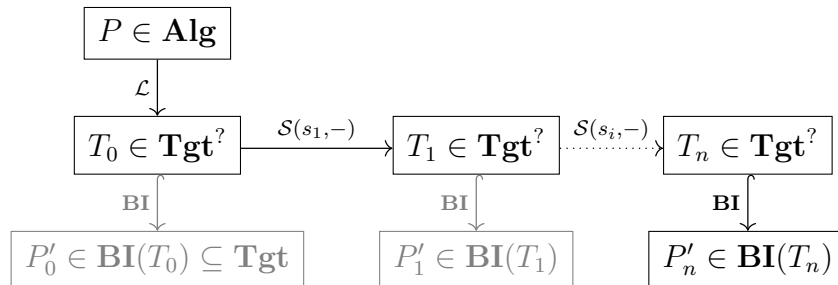 P ∈ Alg
ℒ
T₀ ∈ Tgt? 𝒮(s₁,−) T₁ ∈ Tgt? 𝒮(sᵢ,−) Tₙ ∈ Tgt?
BI BI BI
P′₀ ∈ BI(T₀) ⊆ Tgt P′₁ ∈ BI(T₁) P′ₙ ∈ BI(Tₙ)